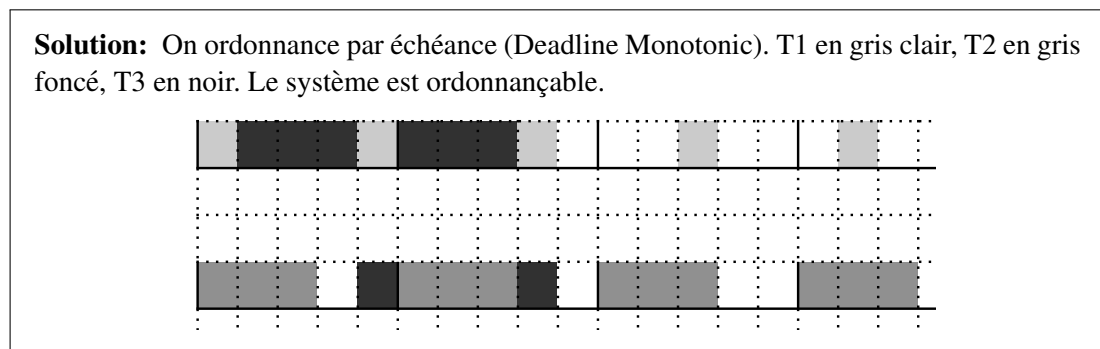 Solution: On ordonnance par échéance (Deadline Monotonic). T1 en gris clair, T2 en gris
foncé, T3 en noir. Le système est ordonnançable.